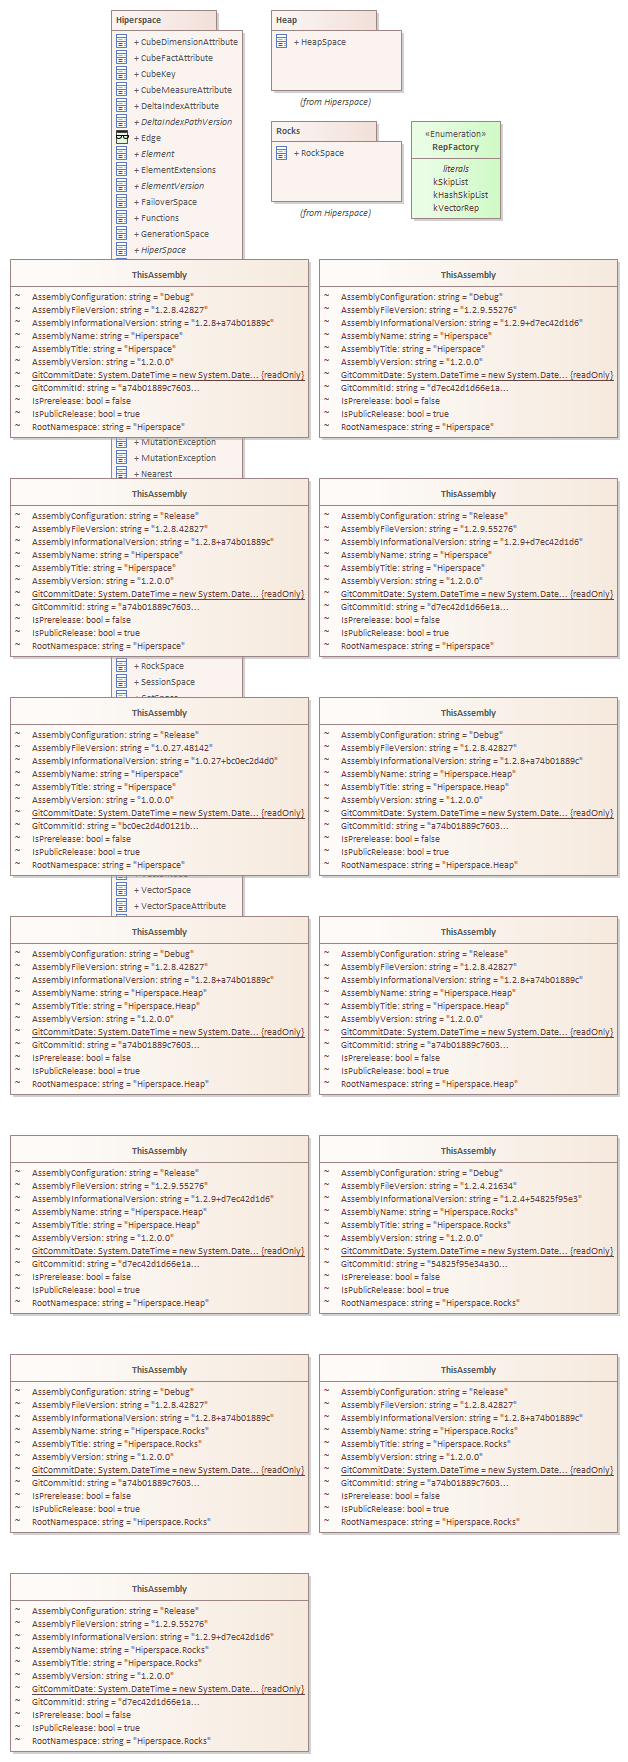 Hiperspace
+ CubeDimensionAttribute
+ CubeFactAttribute
+ CubeKey
+ CubeMeasureAttribute
+ DeltaIndexAttribute
+ DeltaIndexPathVersion
+ Edge
+ Element
+ ElementExtensions
+ ElementVersion
+ FailoverSpace
+ Functions
+ GenerationSpace
+ HiperSpace
Heap
+ HeapSpace
(from Hiperspace)
Rocks
+ RockSpace
(from Hiperspace)
«Enumeration»
RepFactory
literals
kSkipList
kHashSkipList
kVectorRep
ThisAssembly
~ AssemblyConfiguration: string = "Debug"
~ AssemblyFileVersion: string = "1.2.8.42827"
~ AssemblyInformationalVersion: string = "1.2.8+a74b01889c"
~ AssemblyName: string = "Hiperspace"
~ AssemblyTitle: string = "Hiperspace"
~ AssemblyVersion: string = "1.2.0.0"
~ GitCommitDate: System.DateTime = new System.Date... {readOnly}
~ GitCommitId: string = "a74b01889c7603...
~ IsPrerelease: bool = false
~ IsPublicRelease: bool = true
~ RootNamespace: string = "Hiperspace"
ThisAssembly
~ AssemblyConfiguration: string = "Debug"
~ AssemblyFileVersion: string = "1.2.9.55276"
~ AssemblyInformationalVersion: string = "1.2.9+d7ec42d1d6"
~ AssemblyName: string = "Hiperspace"
~ AssemblyTitle: string = "Hiperspace"
~ AssemblyVersion: string = "1.2.0.0"
~ GitCommitDate: System.DateTime = new System.Date... {readOnly}
~ GitCommitId: string = "d7ec42d1d66e1a...
~ IsPrerelease: bool = false
~ IsPublicRelease: bool = true
~ RootNamespace: string = "Hiperspace"
MutationException
+ MutationException
+ Nearest
ThisAssembly
~ AssemblyConfiguration: string = "Release"
~ AssemblyFileVersion: string = "1.2.8.42827"
~ AssemblyInformationalVersion: string = "1.2.8+a74b01889c"
~ AssemblyName: string = "Hiperspace"
~ AssemblyTitle: string = "Hiperspace"
~ AssemblyVersion: string = "1.2.0.0"
~ GitCommitDate: System.DateTime = new System.Date... {readOnly}
~ GitCommitId: string = "a74b01889c7603...
~ IsPrerelease: bool = false
~ IsPublicRelease: bool = true
~ RootNamespace: string = "Hiperspace"
ThisAssembly
~ AssemblyConfiguration: string = "Release"
~ AssemblyFileVersion: string = "1.2.9.55276"
~ AssemblyInformationalVersion: string = "1.2.9+d7ec42d1d6"
~ AssemblyName: string = "Hiperspace"
~ AssemblyTitle: string = "Hiperspace"
~ AssemblyVersion: string = "1.2.0.0"
~ GitCommitDate: System.DateTime = new System.Date... {readOnly}
~ GitCommitId: string = "d7ec42d1d66e1a...
~ IsPrerelease: bool = false
~ IsPublicRelease: bool = true
~ RootNamespace: string = "Hiperspace"
+ RockSpace
+ SessionSpace
ThisAssembly
~ AssemblyConfiguration: string = "Release"
~ AssemblyFileVersion: string = "1.0.27.48142"
~ AssemblyInformationalVersion: string = "1.0.27+bc0ec2d4d0"
~ AssemblyName: string = "Hiperspace"
~ AssemblyTitle: string = "Hiperspace"
~ AssemblyVersion: string = "1.0.0.0"
~ GitCommitDate: System.DateTime = new System.Date... {readOnly}
~ GitCommitId: string = "bc0ec2d4d0121b...
~ IsPrerelease: bool = false
~ IsPublicRelease: bool = true
~ RootNamespace: string = "Hiperspace"
ThisAssembly
~ AssemblyConfiguration: string = "Debug"
~ AssemblyFileVersion: string = "1.2.8.42827"
~ AssemblyInformationalVersion: string = "1.2.8+a74b01889c"
~ AssemblyName: string = "Hiperspace.Heap"
~ AssemblyTitle: string = "Hiperspace.Heap"
~ AssemblyVersion: string = "1.2.0.0"
~ GitCommitDate: System.DateTime = new System.Date... {readOnly}
~ GitCommitId: string = "a74b01889c7603...
~ IsPrerelease: bool = false
~ IsPublicRelease: bool = true
~ RootNamespace: string = "Hiperspace.Heap"
+ VectorSpace
+ VectorSpaceAttribute
ThisAssembly
~ AssemblyConfiguration: string = "Debug"
~ AssemblyFileVersion: string = "1.2.8.42827"
~ AssemblyInformationalVersion: string = "1.2.8+a74b01889c"
~ AssemblyName: string = "Hiperspace.Heap"
~ AssemblyTitle: string = "Hiperspace.Heap"
~ AssemblyVersion: string = "1.2.0.0"
~ GitCommitDate: System.DateTime = new System.Date... {readOnly}
~ GitCommitId: string = "a74b01889c7603...
~ IsPrerelease: bool = false
~ IsPublicRelease: bool = true
~ RootNamespace: string = "Hiperspace.Heap"
ThisAssembly
~ AssemblyConfiguration: string = "Release"
~ AssemblyFileVersion: string = "1.2.8.42827"
~ AssemblyInformationalVersion: string = "1.2.8+a74b01889c"
~ AssemblyName: string = "Hiperspace.Heap"
~ AssemblyTitle: string = "Hiperspace.Heap"
~ AssemblyVersion: string = "1.2.0.0"
~ GitCommitDate: System.DateTime = new System.Date... {readOnly}
~ GitCommitId: string = "a74b01889c7603...
~ IsPrerelease: bool = false
~ IsPublicRelease: bool = true
~ RootNamespace: string = "Hiperspace.Heap"
ThisAssembly
~ AssemblyConfiguration: string = "Release"
~ AssemblyFileVersion: string = "1.2.9.55276"
~ AssemblyInformationalVersion: string = "1.2.9+d7ec42d1d6"
~ AssemblyName: string = "Hiperspace.Heap"
~ AssemblyTitle: string = "Hiperspace.Heap"
~ AssemblyVersion: string = "1.2.0.0"
~ GitCommitDate: System.DateTime = new System.Date... {readOnly}
~ GitCommitId: string = "d7ec42d1d66e1a...
~ IsPrerelease: bool = false
~ IsPublicRelease: bool = true
~ RootNamespace: string = "Hiperspace.Heap"
ThisAssembly
~ AssemblyConfiguration: string = "Debug"
~ AssemblyFileVersion: string = "1.2.4.21634"
~ AssemblyInformationalVersion: string = "1.2.4+54825f95e3"
~ AssemblyName: string = "Hiperspace.Rocks"
~ AssemblyTitle: string = "Hiperspace.Rocks"
~ AssemblyVersion: string = "1.2.0.0"
~ GitCommitDate: System.DateTime = new System.Date... {readOnly}
~ GitCommitId: string = "54825f95e34a30...
~ IsPrerelease: bool = false
~ IsPublicRelease: bool = true
~ RootNamespace: string = "Hiperspace.Rocks"
ThisAssembly
~ AssemblyConfiguration: string = "Debug"
~ AssemblyFileVersion: string = "1.2.8.42827"
~ AssemblyInformationalVersion: string = "1.2.8+a74b01889c"
~ AssemblyName: string = "Hiperspace.Rocks"
~ AssemblyTitle: string = "Hiperspace.Rocks"
~ AssemblyVersion: string = "1.2.0.0"
~ GitCommitDate: System.DateTime = new System.Date... {readOnly}
~ GitCommitId: string = "a74b01889c7603...
~ IsPrerelease: bool = false
~ IsPublicRelease: bool = true
~ RootNamespace: string = "Hiperspace.Rocks"
ThisAssembly
~ AssemblyConfiguration: string = "Release"
~ AssemblyFileVersion: string = "1.2.8.42827"
~ AssemblyInformationalVersion: string = "1.2.8+a74b01889c"
~ AssemblyName: string = "Hiperspace.Rocks"
~ AssemblyTitle: string = "Hiperspace.Rocks"
~ AssemblyVersion: string = "1.2.0.0"
~ GitCommitDate: System.DateTime = new System.Date... {readOnly}
~ GitCommitId: string = "a74b01889c7603...
~ IsPrerelease: bool = false
~ IsPublicRelease: bool = true
~ RootNamespace: string = "Hiperspace.Rocks"
ThisAssembly
~ AssemblyConfiguration: string = "Release"
~ AssemblyFileVersion: string = "1.2.9.55276"
~ AssemblyInformationalVersion: string = "1.2.9+d7ec42d1d6"
~ AssemblyName: string = "Hiperspace.Rocks"
~ AssemblyTitle: string = "Hiperspace.Rocks"
~ AssemblyVersion: string = "1.2.0.0"
~ GitCommitDate: System.DateTime = new System.Date... {readOnly}
~ GitCommitId: string = "d7ec42d1d66e1a...
~ IsPrerelease: bool = false
~ IsPublicRelease: bool = true
~ RootNamespace: string = "Hiperspace.Rocks"